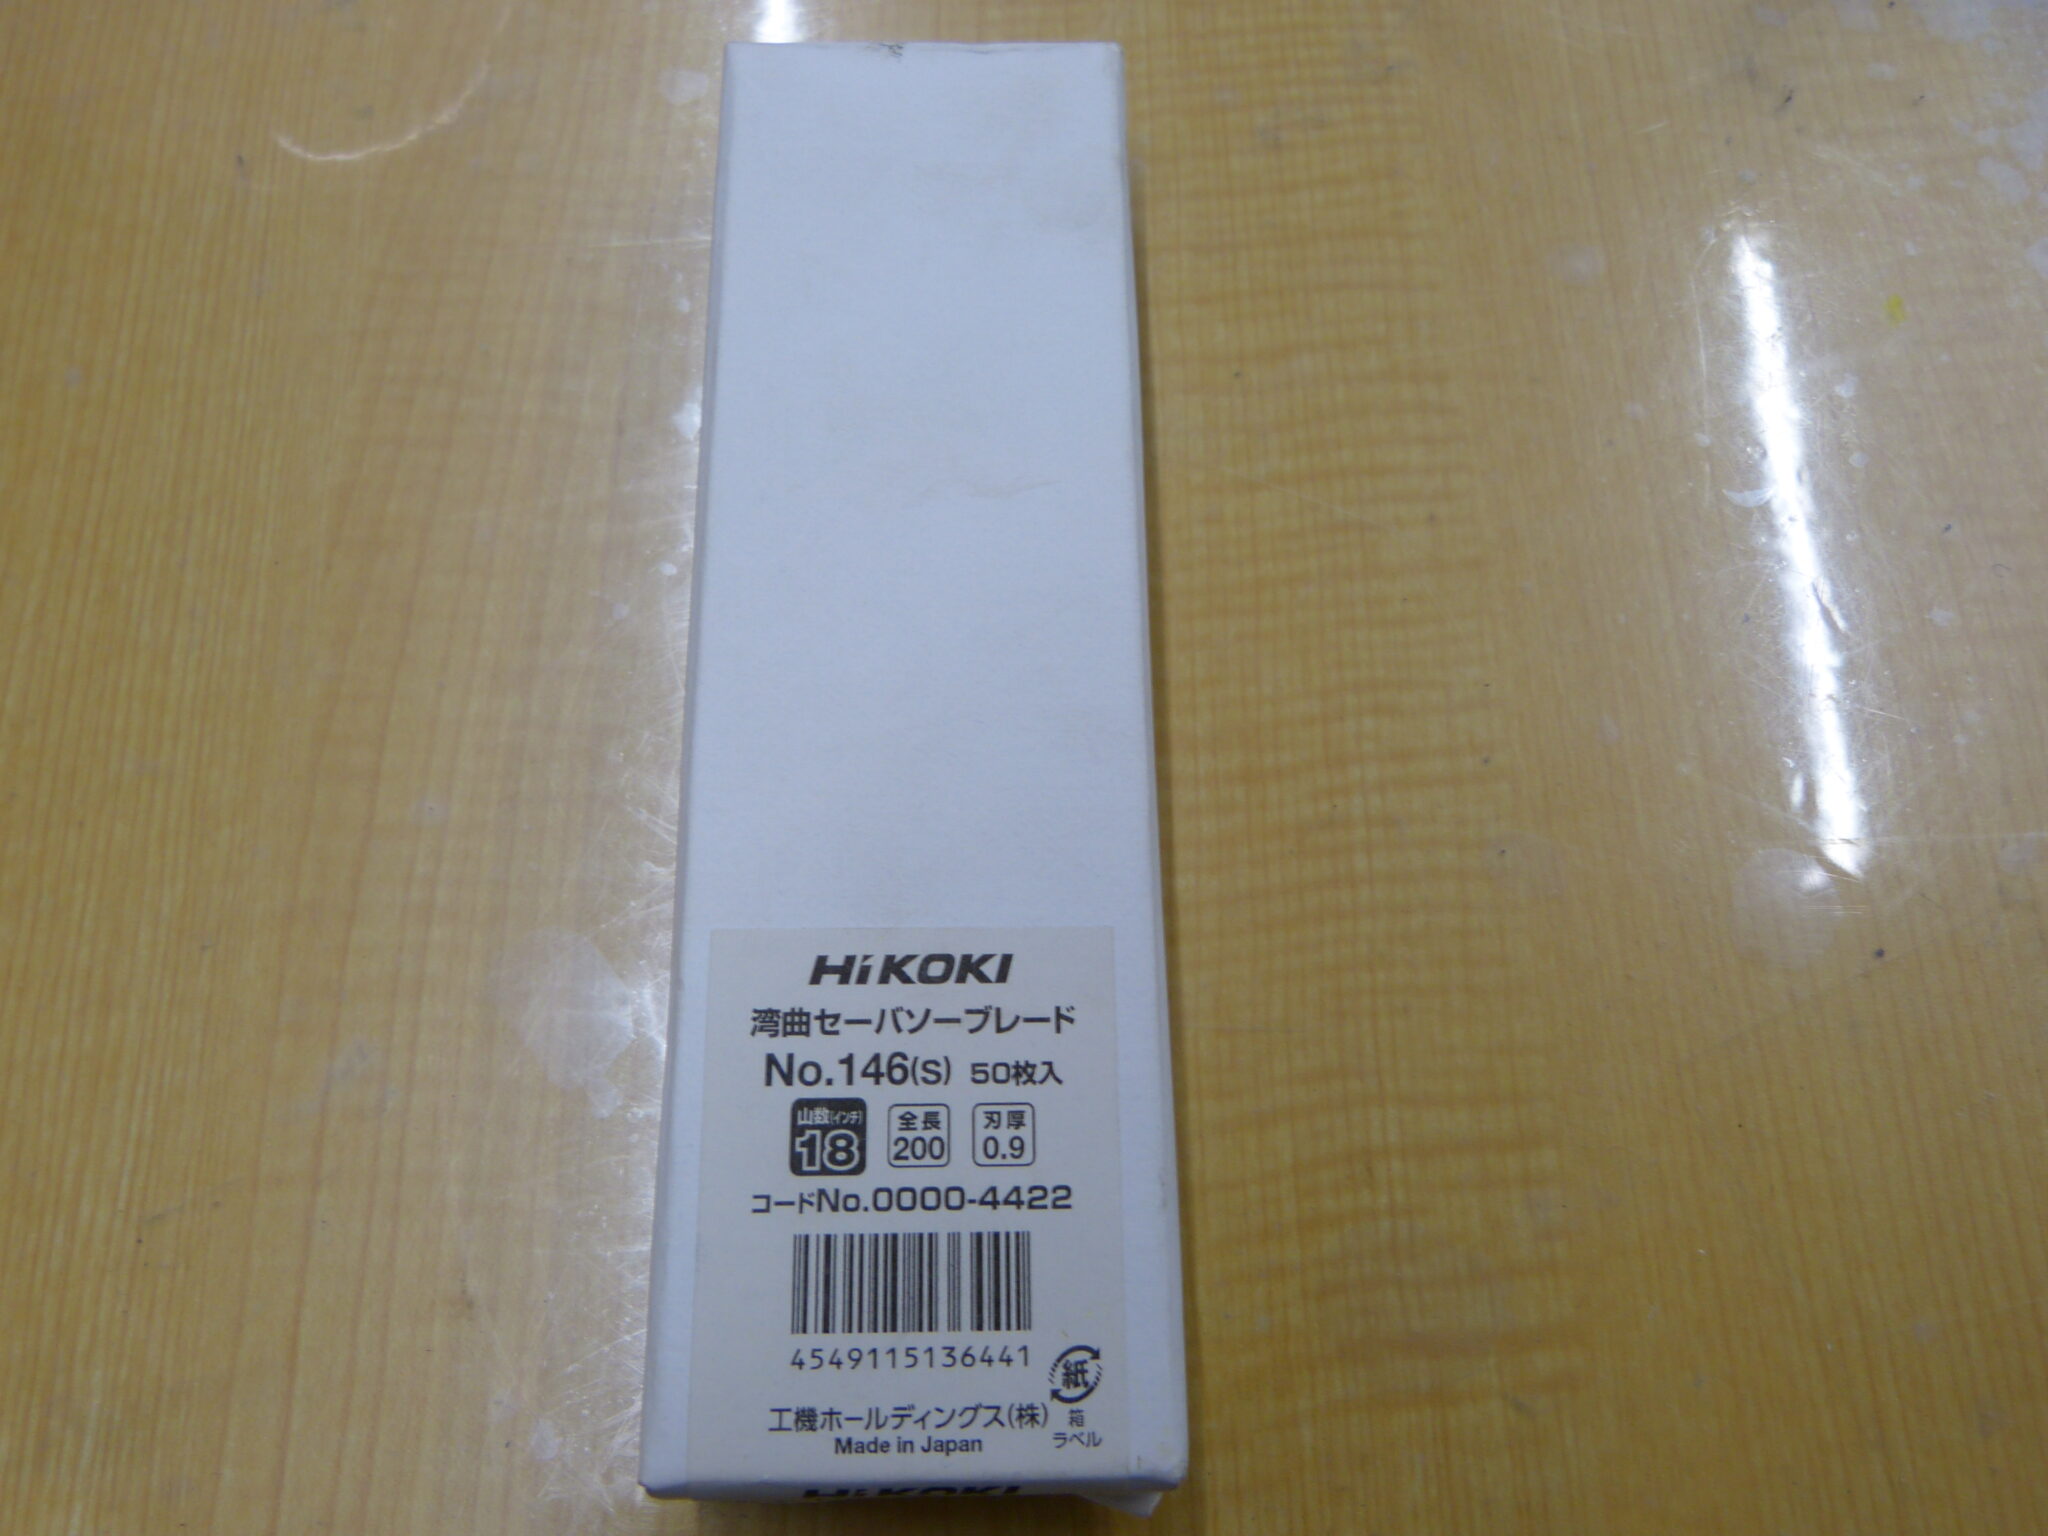 HiKOKI
湾曲セーバソーブレード
No.146(S) 50枚入
山数(インチ) 18
全長 200
刃厚 0.9
コードNo.0000-4422
4549115136441
紙
箱
ラベル
工機ホールディングス(株)
Made in Japan
HiKOKI